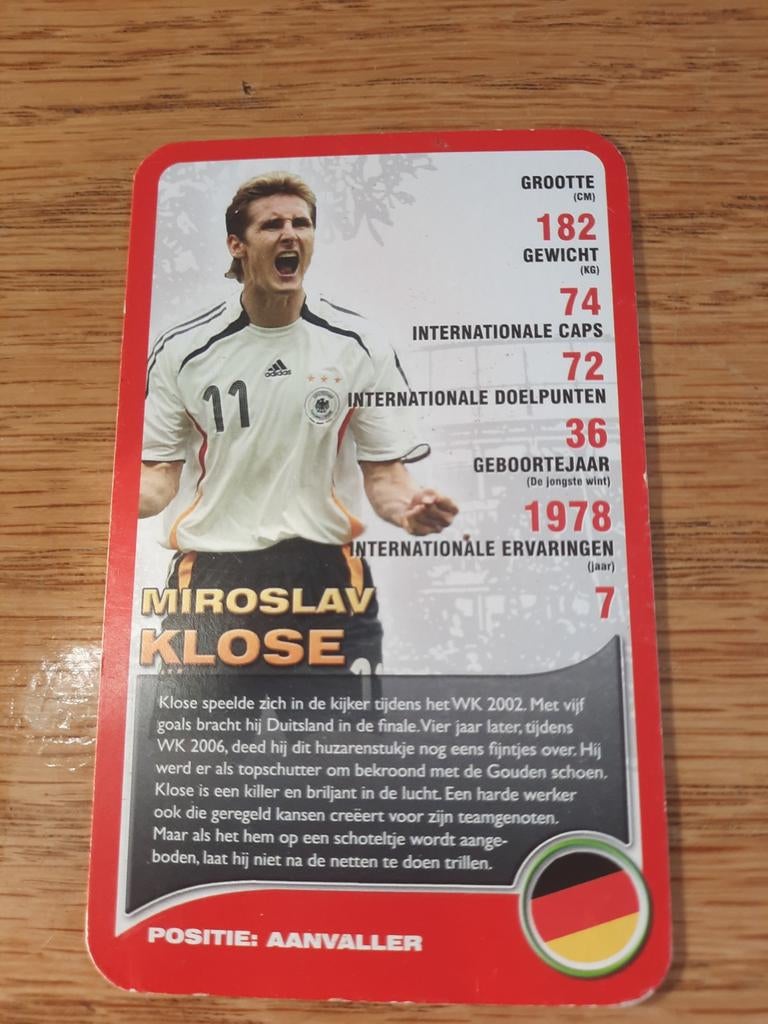 GROOTTE
(CM)
182
GEWICHT
(KG)
74
INTERNATIONALE CAPS
72
INTERNATIONALE DOELPUNTEN
36
GEBOORTEJAAR
(De jongste wint)
1978
INTERNATIONALE ERVARINGEN
(jaar)
7
adidas
11
MIROSLAV
KLOSE
Klose speelde zich in de kijker tijdens het WK 2002. Met vijf
goals bracht hij Duitsland in de finale. Vier jaar later, tijdens
WK 2006, deed hij dit huzarenstukje nog eens fijntjes over. Hij
werd er als topschutter om bekroond met de Gouden schoen.
Klose is een killer en briljant in de lucht. Een harde werker
ook die geregeld kansen creëert voor zijn teamgenoten.
Maar als het hem op een schoteltje wordt aange-
boden, laat hij niet na de netten te doen trillen.
POSITIE: AANVALLER